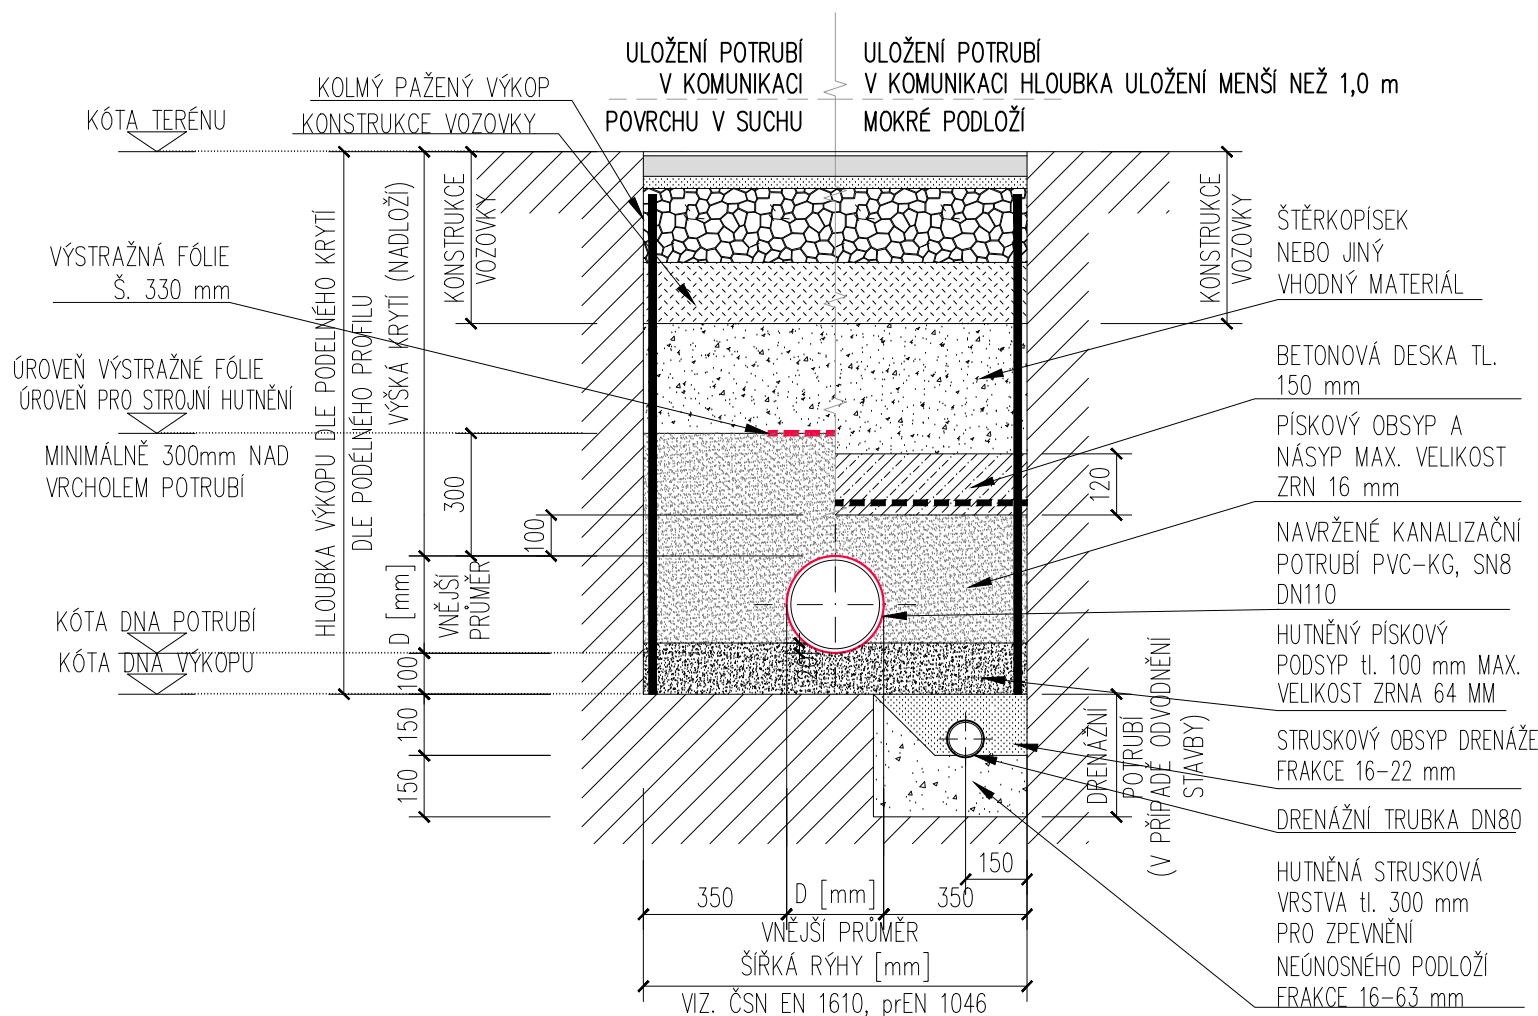 ULOŽENÍ POTRUBÍ
V KOMUNIKACI
POVRCHU V SUCHU
ULOŽENÍ POTRUBÍ
V KOMUNIKACI HLOUBKA ULOŽENÍ MENŠÍ NEŽ 1,0 m
MOKRÉ PODLOŽÍ
KOLMÝ PAŽENÝ VÝKOP
KONSTRUKCE VOZOVKY
KÓTA TERÉNU
VÝSTRAŽNÁ FÓLIE
Š. 330 mm
ÚROVEŇ VÝSTRAŽNÉ FÓLIE
ÚROVEŇ PRO STROJNÍ HUTNĚNÍ
MINIMÁLNĚ 300mm NAD
VRCHOLEM POTRUBÍ
KÓTA DNA POTRUBÍ
KÓTA DNA VÝKOPU
HLOUBKA VÝKOPU DLE PODELNÉHO KRYTÍ
DLE PODÉLNÉHO PROFILU
VÝŠKÁ KRYTÍ (NADLOŽÍ)
KONSTRUKCE
VOZOVKY
300
100
D [mm]
VNĚJŠÍ
PRŮMĚR
100
150
150
KONSTRUKCE
VOZOVKY
120
DRENÁŽNÍ
POTRUBÍ
(V PŘÍPADĚ ODVODNĚNÍ
STAVBY)
ŠTĚRKOPÍSEK
NEBO JINÝ
VHODNÝ MATERIÁL
BETONOVÁ DESKA TL.
150 mm
PÍSKOVÝ OBSYP A
NÁSYP MAX. VELIKOST
ZRN 16 mm
NAVRŽENÉ KANALIZAČNÍ
POTRUBÍ PVC-KG, SN8
DN110
HUTNĚNÝ PÍSKOVÝ
PODSYP tl. 100 mm MAX.
VELIKOST ZRNA 64 MM
STRUSKOVÝ OBSYP DRENÁŽE
FRAKCE 16-22 mm
DRENÁŽNÍ TRUBKA DN80
HUTNĚNÁ STRUSKOVÁ
VRSTVA tl. 300 mm
PRO ZPEVNĚNÍ
NEÚNOSNÉHO PODLOŽÍ
FRAKCE 16-63 mm
150
350
D [mm]
350
VNĚJŠÍ PRŮMĚR
ŠÍŘKÁ RÝHY [mm]
VIZ. ČSN EN 1610, prEN 1046